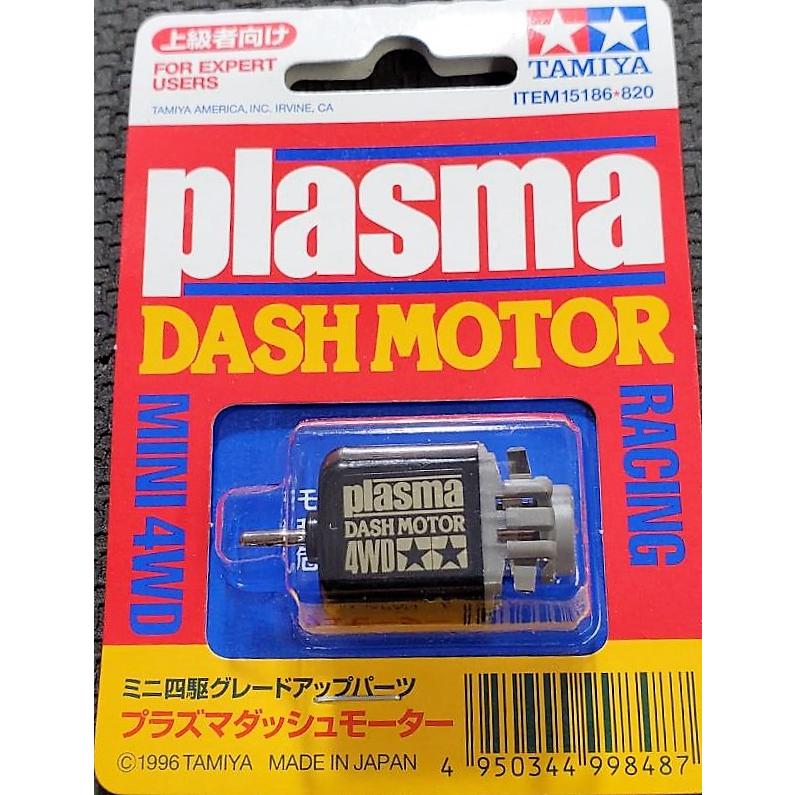 上級者向け
FOR EXPERT
USERS
TAMIYA AMERICA, INC. IRVINE, CA
TAMIYA
ITEM15186*820
plasma
DASH MOTOR
MINI 4WD
RACING
plasma
DASH MOTOR
4WD
ミニ四駆グレードアップパーツ
プラズマダッシュモーター
©1996 TAMIYA MADE IN JAPAN
4 950344 998487